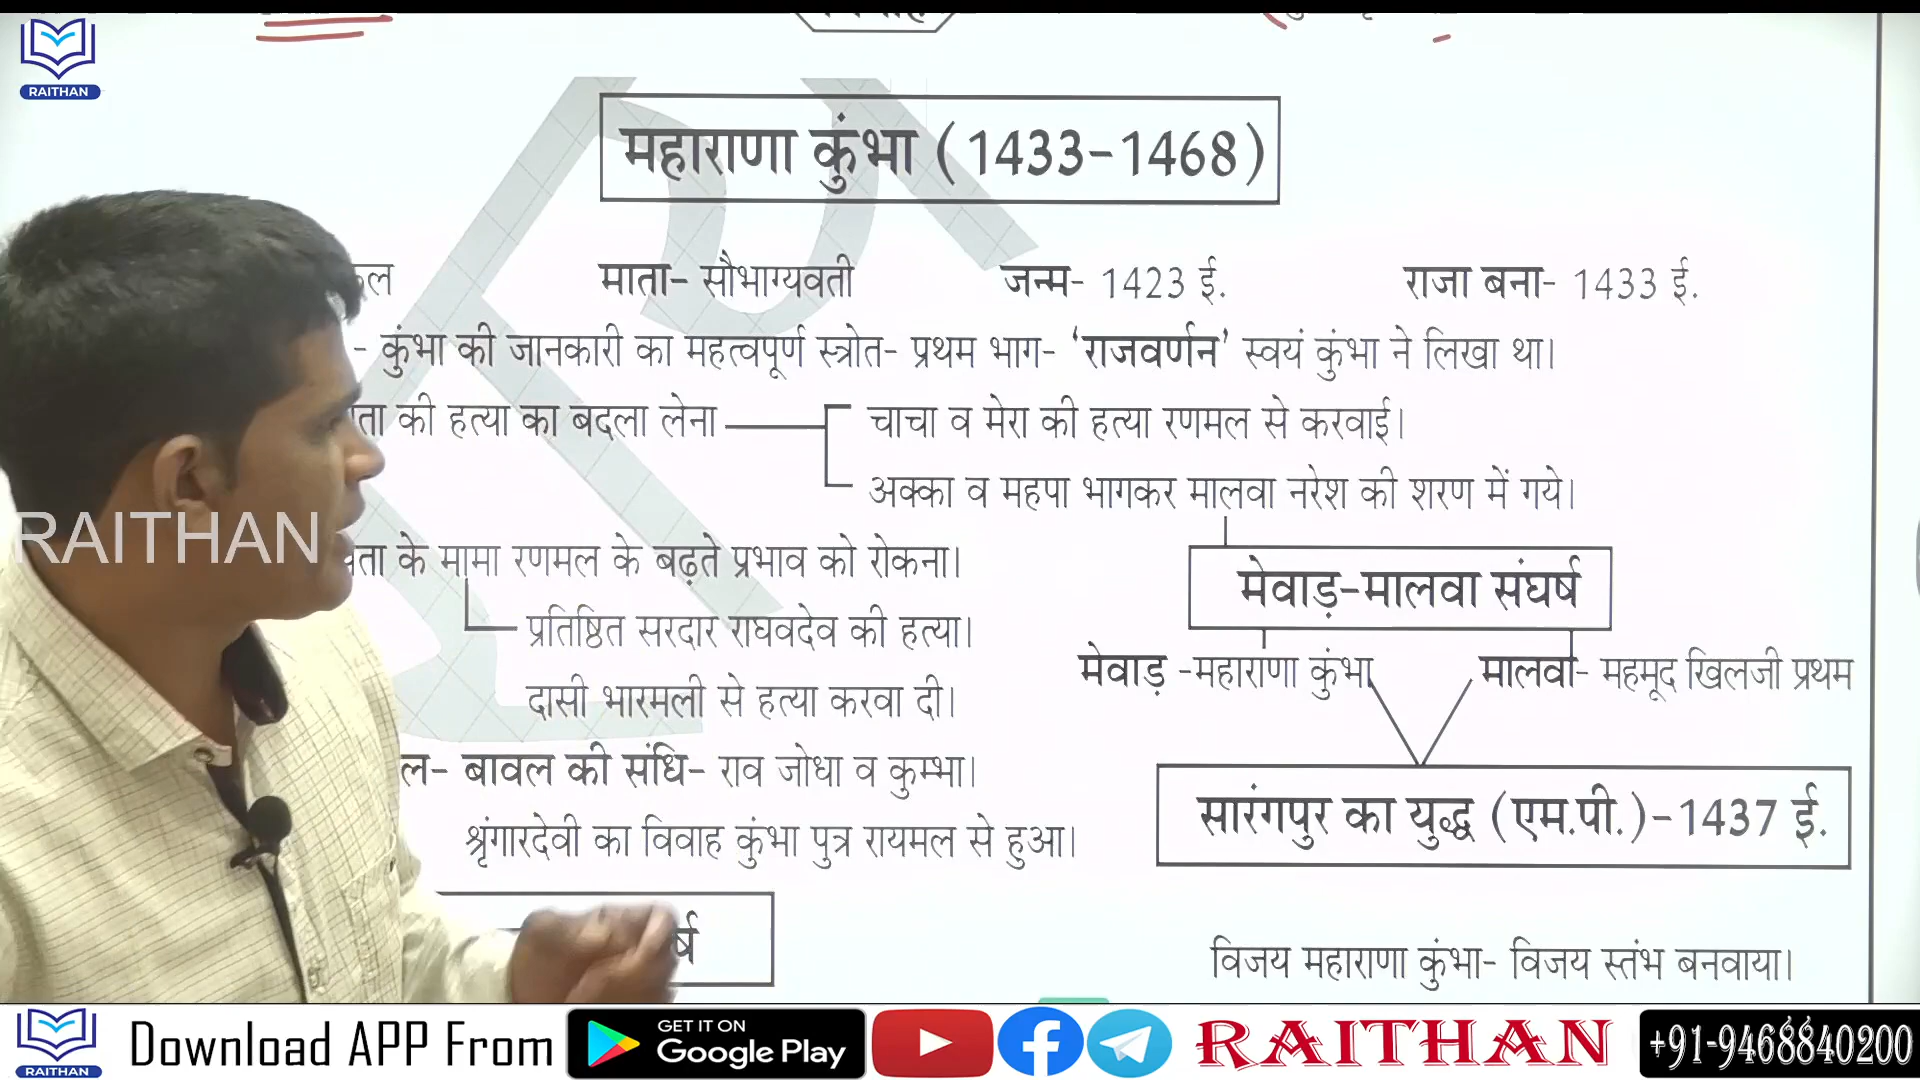 RAITHAN
महाराणा कुंभा (1433-1468)
माता- सौभाग्यवती जन्म- 1423 ई. राजा बना- 1433 ई.
- कुंभा की जानकारी का महत्वपूर्ण स्त्रोत- प्रथम भाग- ‘राजवर्णन’ स्वयं कुंभा ने लिखा था।
की हत्या का बदला लेना
चाचा व मेरा की हत्या रणमल से करवाई।
अक्का व महपा भागकर मालवा नरेश की शरण में गये।
RAITHAN
के मामा रणमल के बढ़ते प्रभाव को रोकना।
मेवाड़-मालवा संघर्ष
प्रतिष्ठित सरदार राघवदेव की हत्या।
मेवाड़ -महाराणा कुंभा मालवा- महमूद खिलजी प्रथम
दासी भारमली से हत्या करवा दी।
ल- बावल की संधि- राव जोधा व कुम्भा।
सारंगपुर का युद्ध (एम.पी.)-1437 ई.
श्रृंगारदेवी का विवाह कुंभा पुत्र रायमल से हुआ।
र्ष
विजय महाराणा कुंभा- विजय स्तंभ बनवाया।
RAITHAN
Download APP From
GET IT ON
Google Play
RAITHAN
+91-9468840200